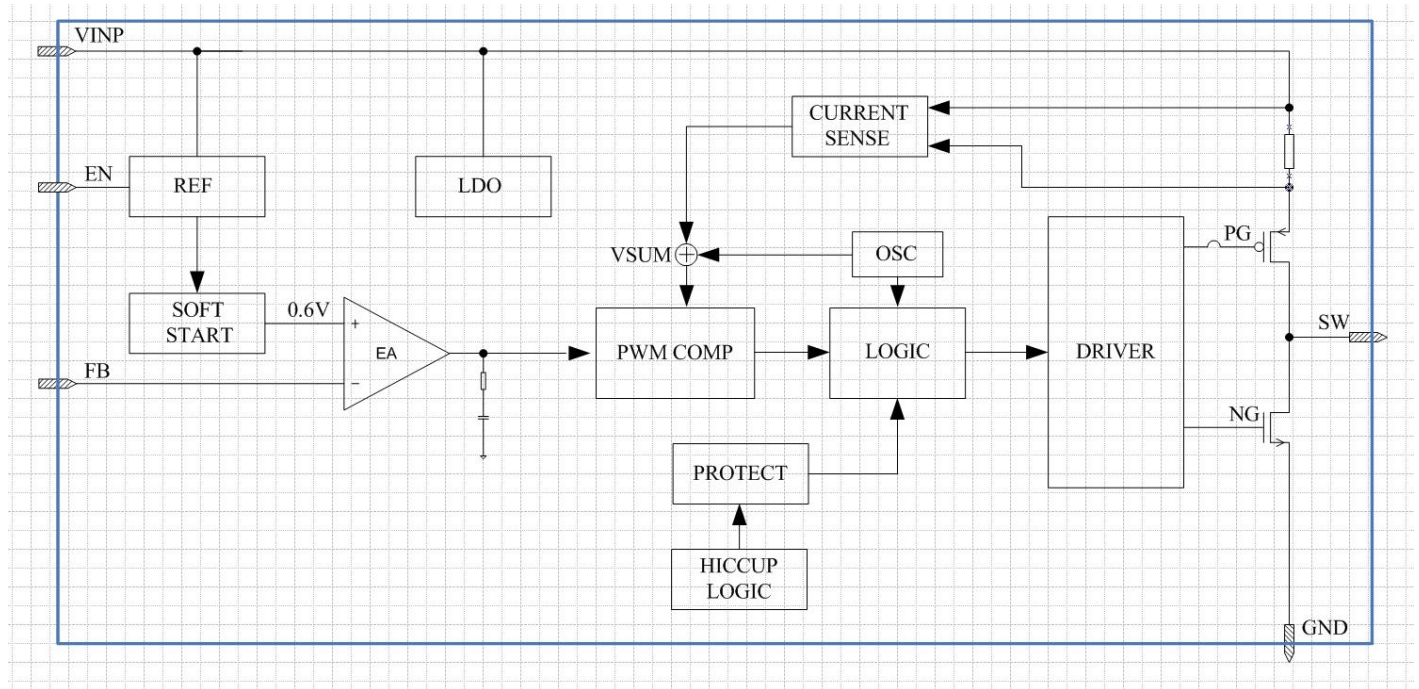 VINP
CURRENT
SENSE
EN
REF
LDO
PG
VSUM
OSC
SOFT
START
0.6V
+
EA
PWM COMP
LOGIC
DRIVER
SW
FB
−
NG
PROTECT
HICCUP
LOGIC
GND